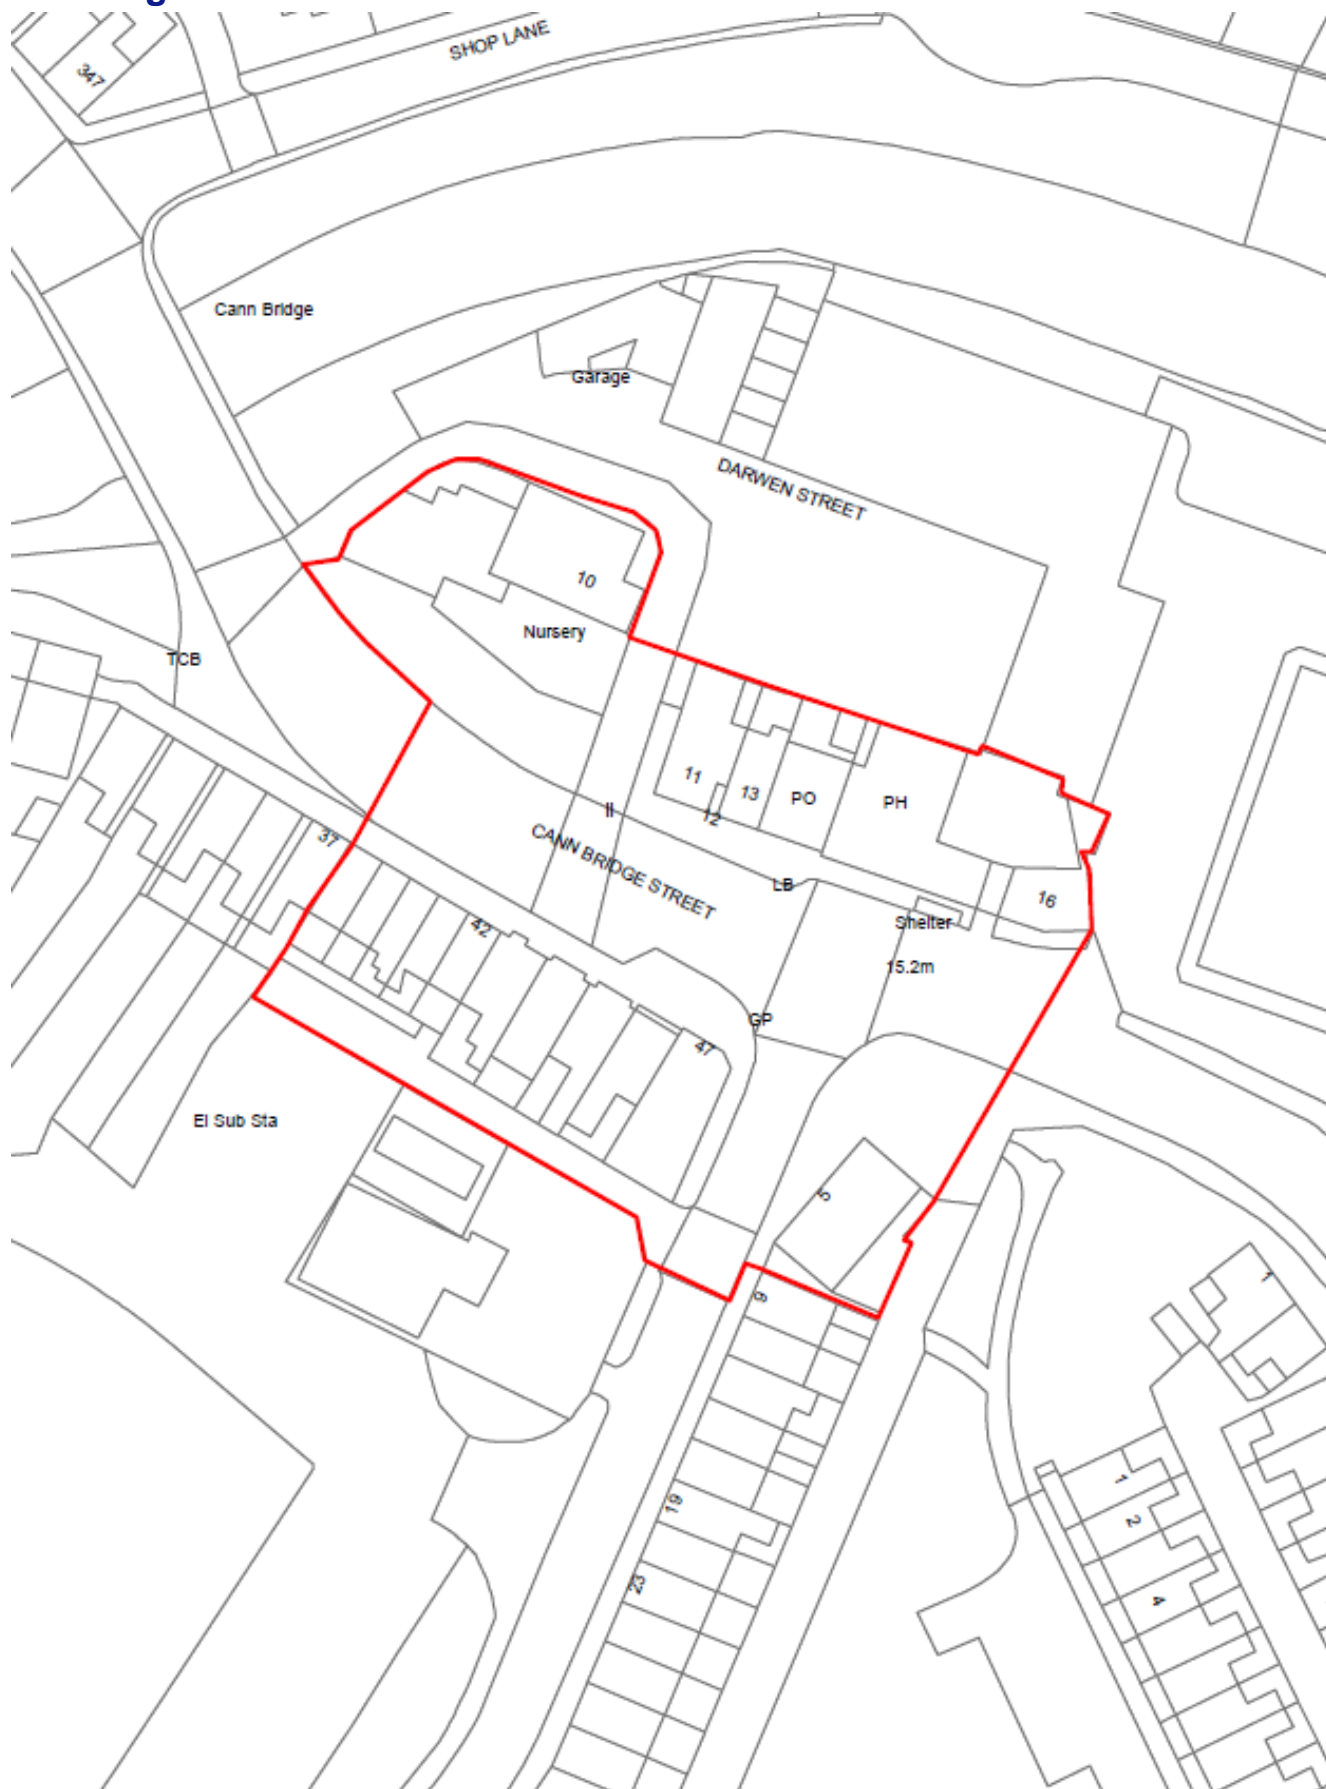 SHOP LANE
347
Cann Bridge
Garage
DARWEN STREET
10
Nursery
TCB
11
13
PO
PH
12
37
CANN BRIDGE STREET
LB
16
42
Shelter
15.2m
GP
47
El Sub Sta
5
1
9
1
19
2
23
4